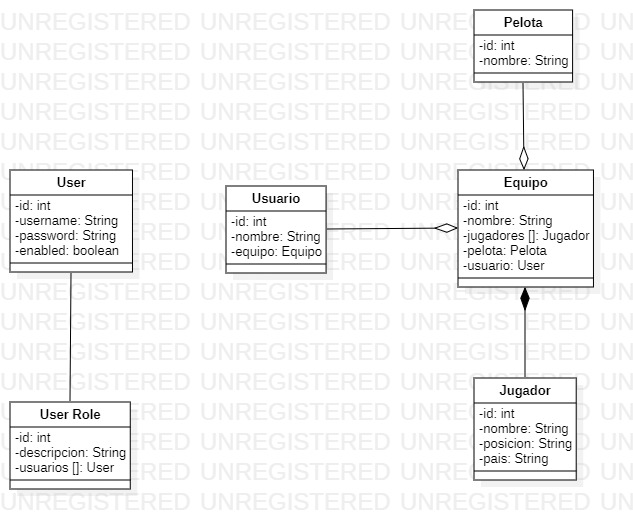 UNREGISTERED UNREGISTERED UNREGISTERED UN
Pelota
-id: int
-nombre: String
User
-id: int
-username: String
-password: String
-enabled: boolean
Usuario
-id: int
-nombre: String
-equipo: Equipo
Equipo
-id: int
-nombre: String
-jugadores []: Jugador
-pelota: Pelota
-usuario: User
User Role
-id: int
-descripcion: String
-usuarios []: User
Jugador
-id: int
-nombre: String
-posicion: String
-pais: String